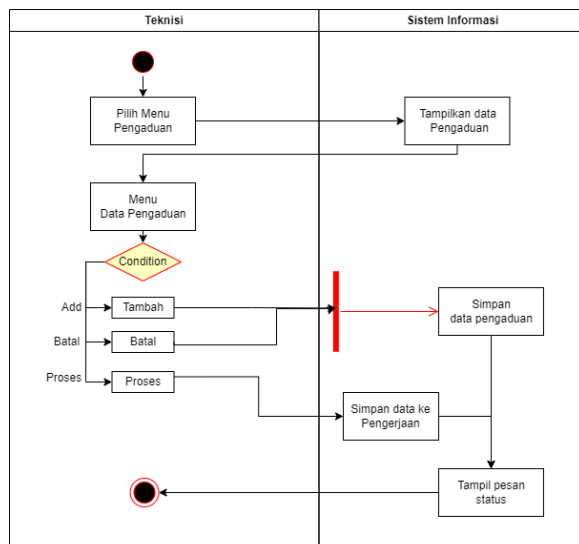 Teknisi
Sistem Informasi
Pilih Menu
Pengaduan
Tampilkan data
Pengaduan
Menu
Data Pengaduan
Condition
Add
Tambah
Simpan
data pengaduan
Batal
Batal
Proses
Proses
Simpan data ke
Pengerjaan
Tampil pesan
status